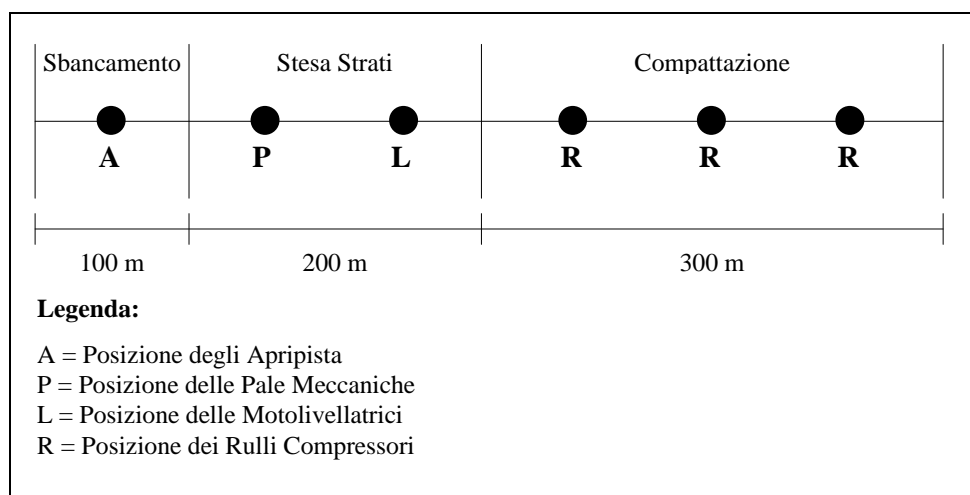 Sbancamento Stesa Strati Compattazione
A P L R R R
100 m 200 m 300 m
Legenda:
A = Posizione degli Apripista
P = Posizione delle Pale Meccaniche
L = Posizione delle Motolivellatrici
R = Posizione dei Rulli Compressori